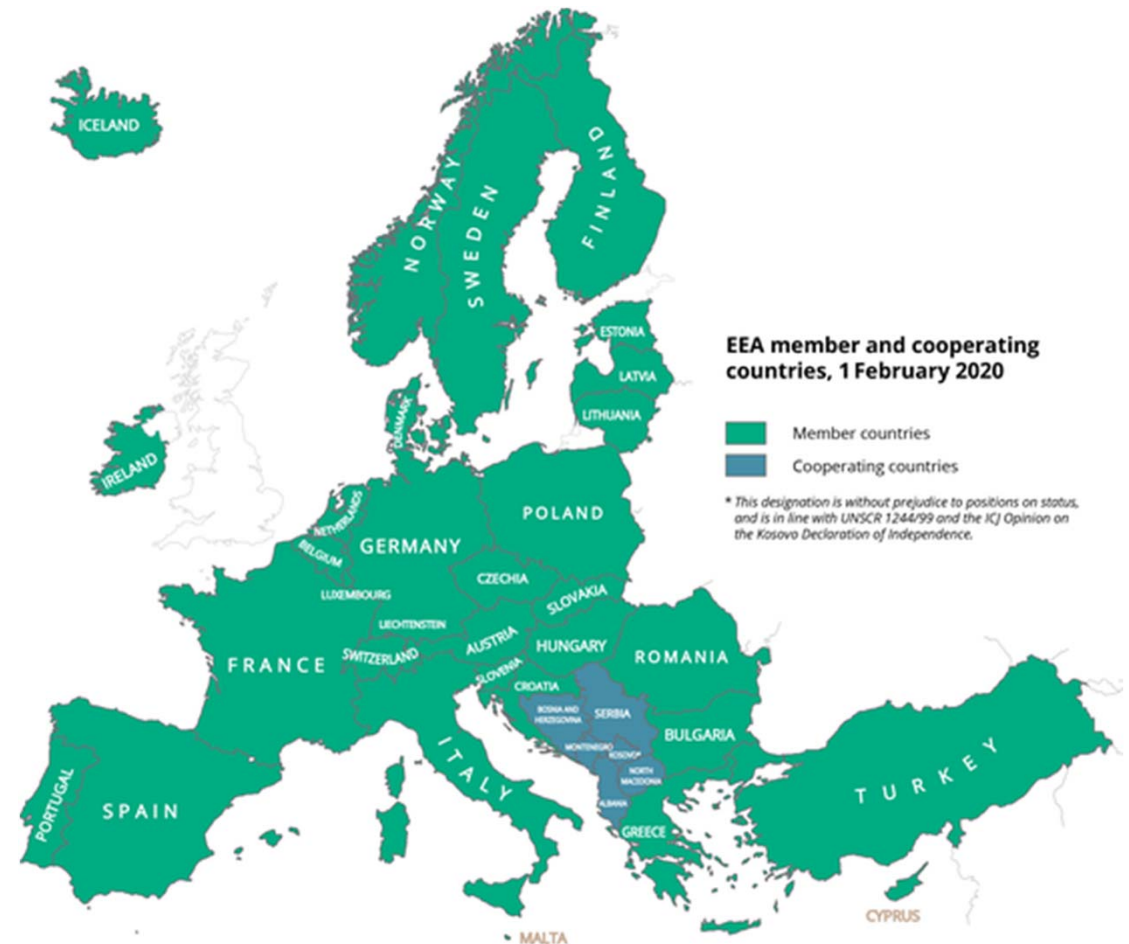 ICELAND
NORWAY
SWEDEN
FINLAND
ESTONIA
LATVIA
LITHUANIA
DENMARK
IRELAND
EEA member and cooperating
countries, 1 February 2020
Member countries
Cooperating countries
* This designation is without prejudice to positions on status,
and is in line with UNSCR 1244/99 and the ICJ Opinion on
the Kosovo Declaration of Independence.
NETHERLANDS
BELGIUM
GERMANY
POLAND
LUXEMBOURG
CZECHIA
SLOVAKIA
LIECHTENSTEIN
SWITZERLAND
AUSTRIA
HUNGARY
FRANCE
SLOVENIA
CROATIA
ROMANIA
BOSNIA AND
HERZEGOVINA
SERBIA
MONTENEGRO
KOSOVO*
BULGARIA
NORTH
MACEDONIA
ALBANIA
ITALY
GREECE
TURKEY
PORTUGAL
SPAIN
CYPRUS
MALTA